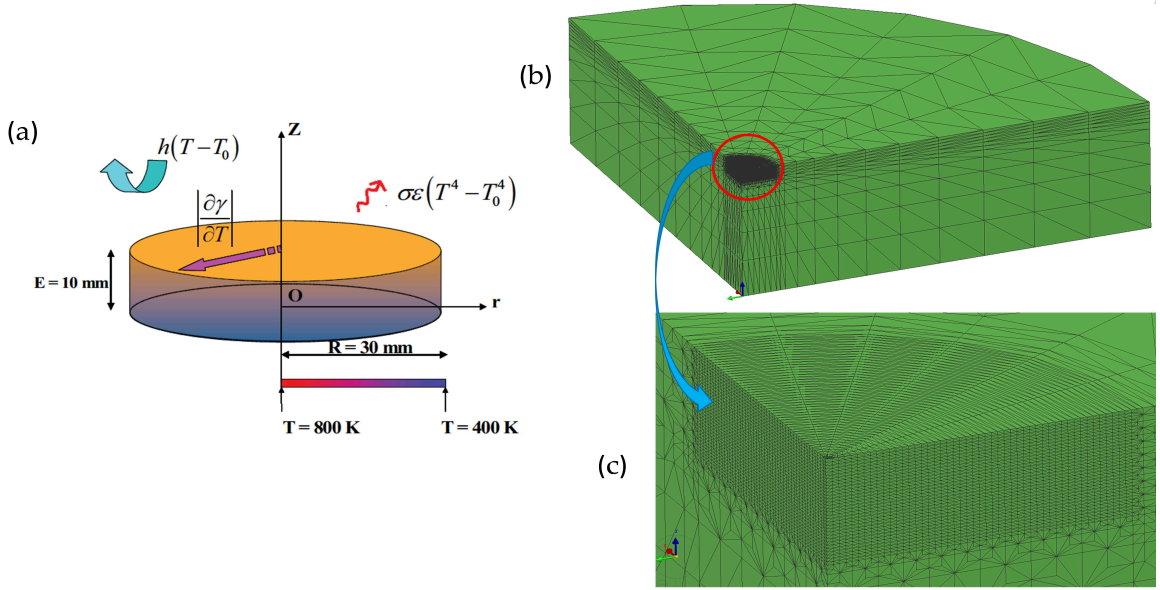 (a)
Z
h(T−T₀)
|∂γ/∂T|
σε(T⁴−T₀⁴)
E = 10 mm
O
r
R = 30 mm
T = 800 K
T = 400 K
(b)
(c)